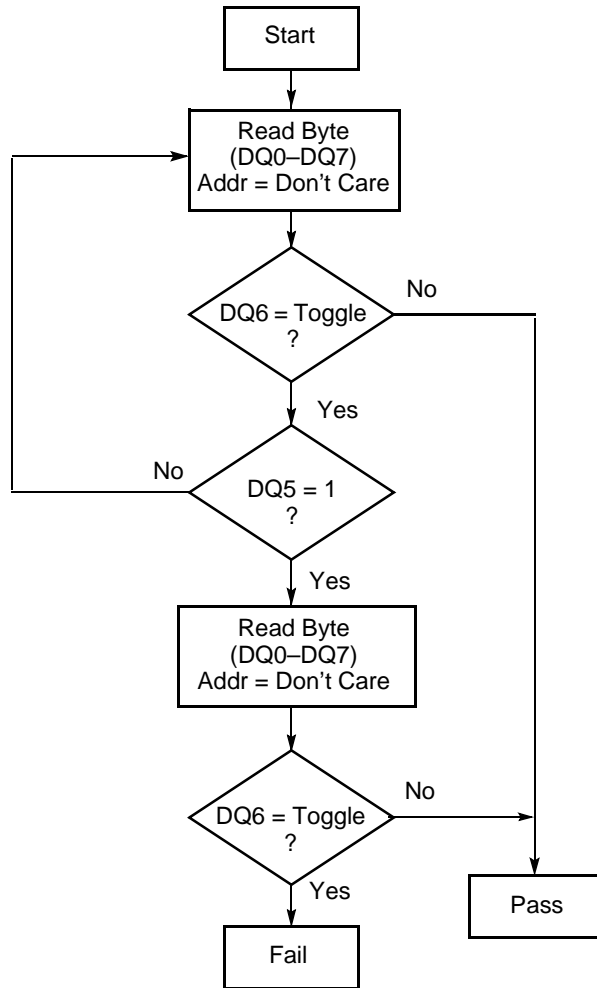 Start
Read Byte
(DQ0–DQ7)
Addr = Don't Care
DQ6 = Toggle
?
No
Yes
No
DQ5 = 1
?
Yes
Read Byte
(DQ0–DQ7)
Addr = Don't Care
DQ6 = Toggle
?
No
Yes
Pass
Fail